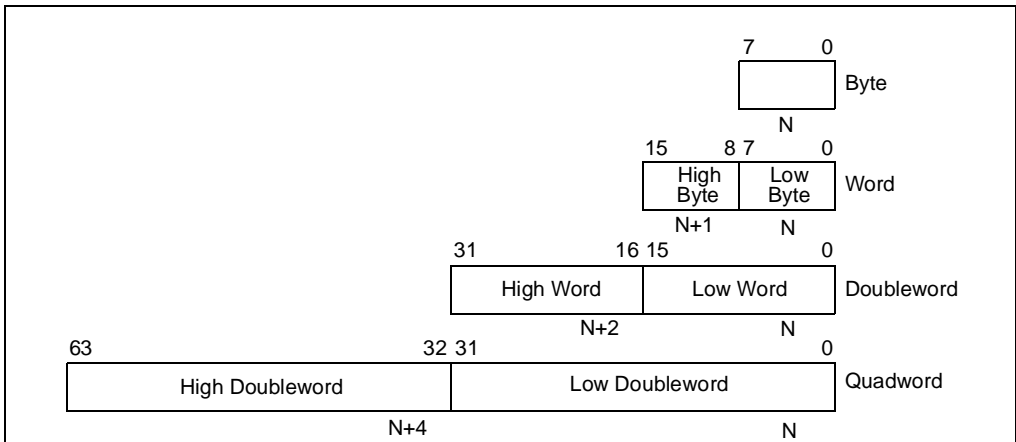 7 0
Byte
N
15 8 7 0
High Byte
Low Byte
Word
N+1 N
31 16 15 0
High Word Low Word Doubleword
N+2 N
63 32 31 0
High Doubleword Low Doubleword Quadword
N+4 N